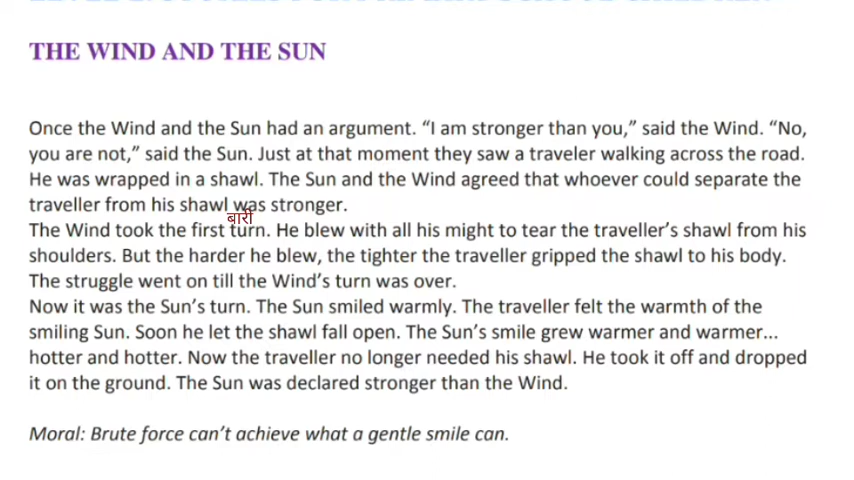 THE WIND AND THE SUN
Once the Wind and the Sun had an argument. “I am stronger than you,” said the Wind. “No,
you are not,” said the Sun. Just at that moment they saw a traveler walking across the road.
He was wrapped in a shawl. The Sun and the Wind agreed that whoever could separate the
traveller from his shawl was stronger.
बारी
The Wind took the first turn. He blew with all his might to tear the traveller’s shawl from his
shoulders. But the harder he blew, the tighter the traveller gripped the shawl to his body.
The struggle went on till the Wind’s turn was over.
Now it was the Sun’s turn. The Sun smiled warmly. The traveller felt the warmth of the
smiling Sun. Soon he let the shawl fall open. The Sun’s smile grew warmer and warmer…
hotter and hotter. Now the traveller no longer needed his shawl. He took it off and dropped
it on the ground. The Sun was declared stronger than the Wind.
Moral: Brute force can’t achieve what a gentle smile can.